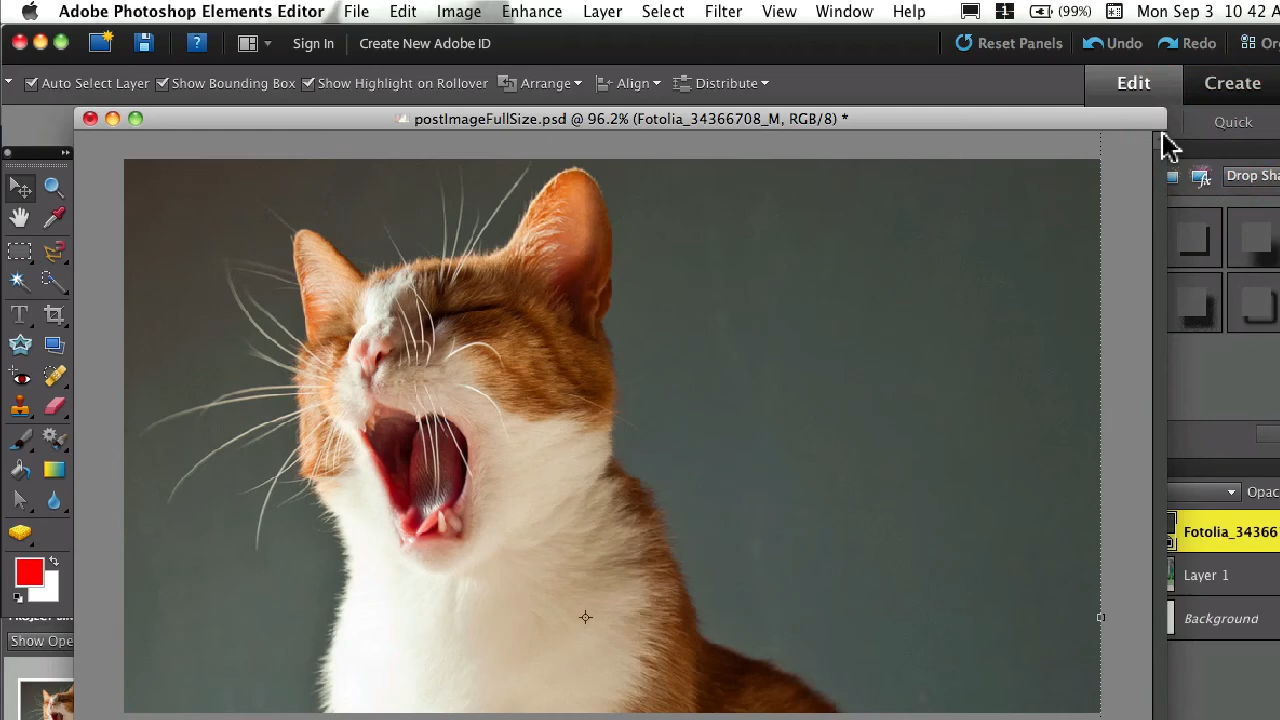 Adobe Photoshop Elements Editor File Edit Image Enhance Layer Select Filter View Window Help 1 (99%) Mon Sep 3 10:42 A
Sign In Create New Adobe ID Reset Panels Undo Redo Or
Auto Select Layer Show Bounding Box Show Highlight on Rollover Arrange Align Distribute Edit Create
postImageFullSize.psd @ 96.2% (Fotolia_34366708_M, RGB/8) *
Quick
Drop Sha
Opac
Fotolia_34366
Layer 1
Background
Show Ope